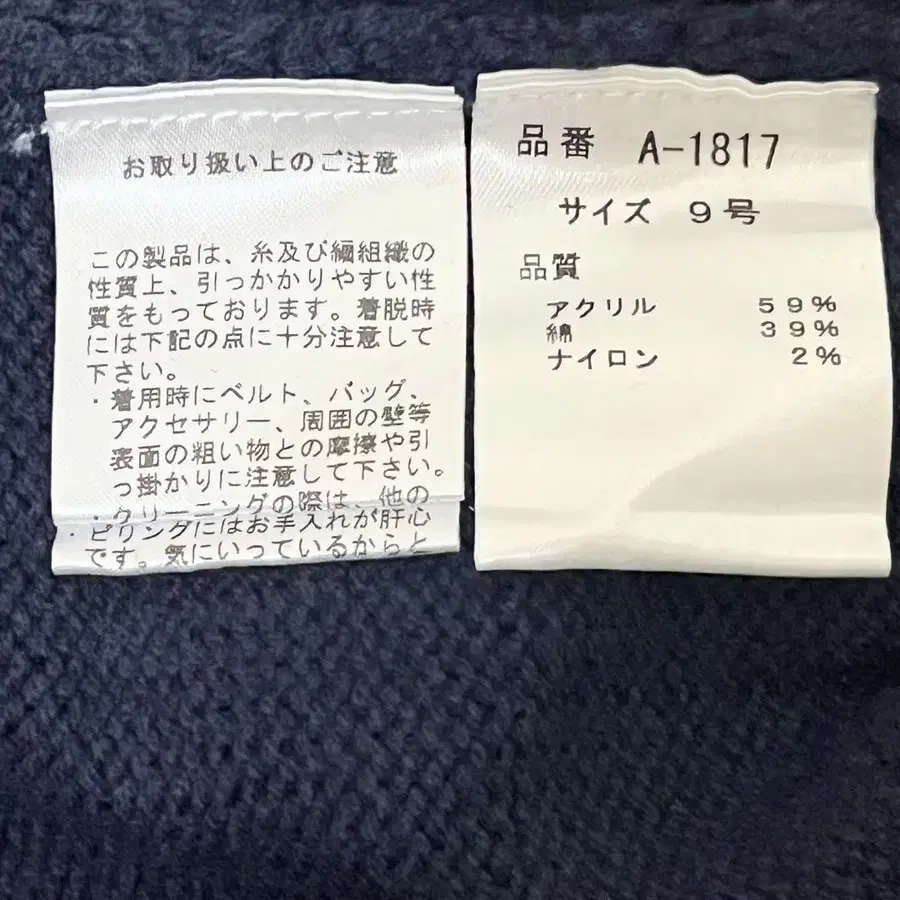 お取り扱い上のご注意
この製品は、糸及び編組織の
性質上、引っかかりやすい性
質をもっております。着脱時
には下記の点に十分注意して
下さい。
・着用時にベルト、バッグ、
アクセサリー、周囲の壁等
表面の粗い物との摩擦や引
っ掛かりに注意して下さい。
・クリーニングの際は、他の
・ピリングにはお手入れが肝心
です。気にいっているからと
品番 A-1817
サイズ 9号
品質
アクリル 59%
綿 39%
ナイロン 2%